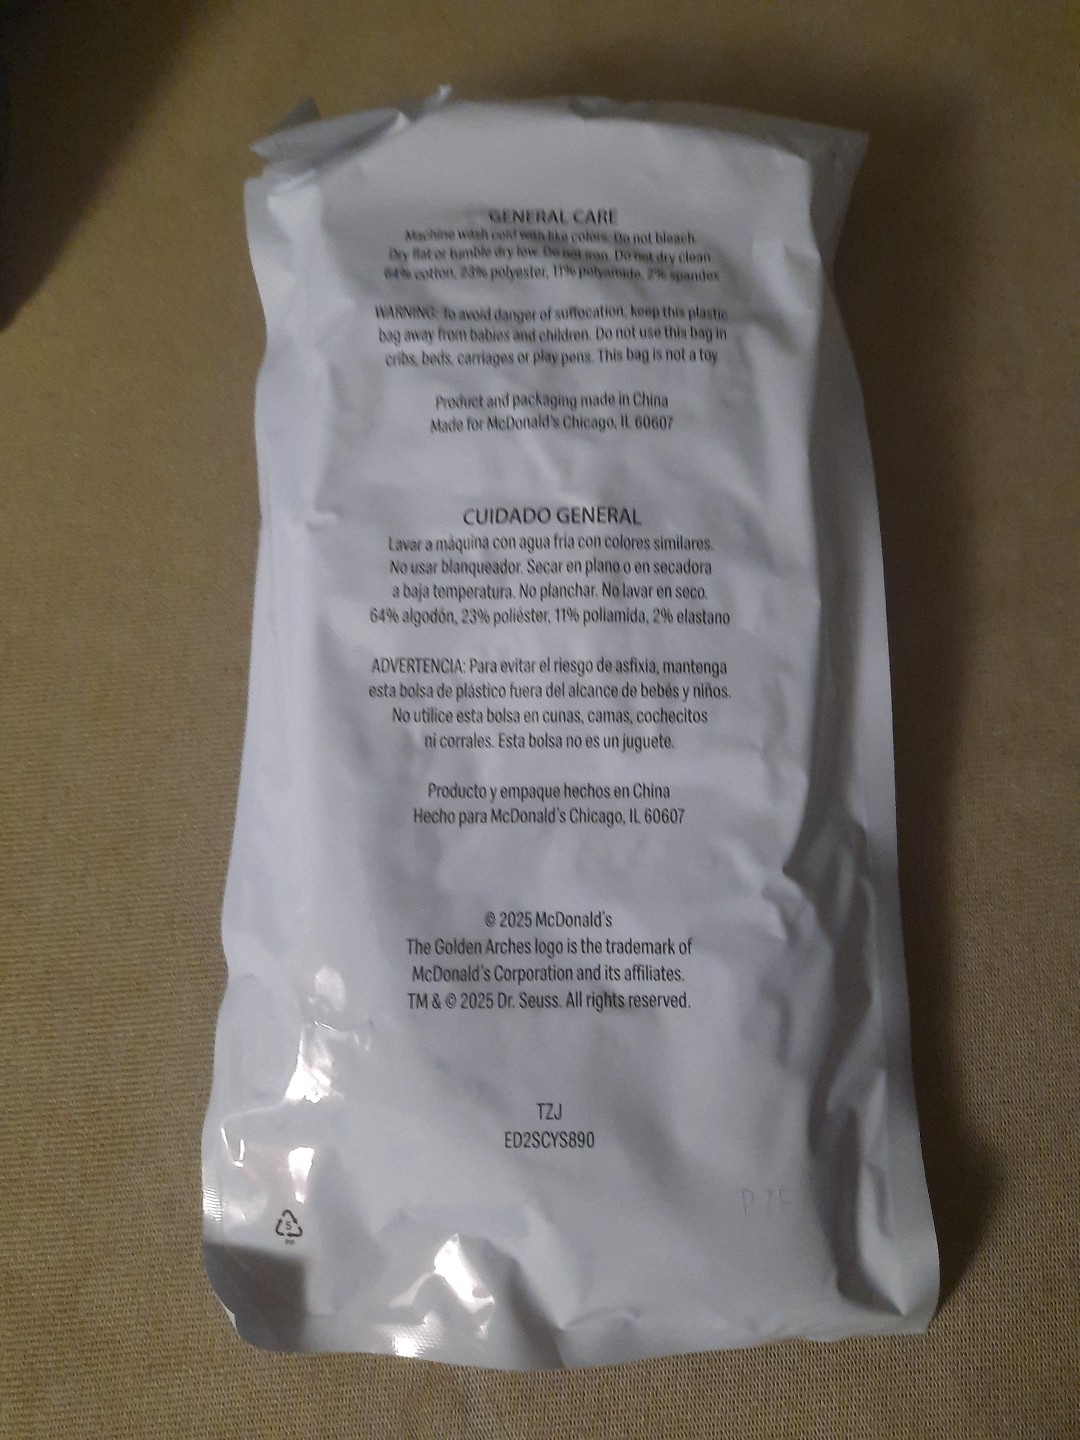 GENERAL CARE
Machine wash cold with like colors. Do not bleach.
Dry flat or tumble dry low. Do not iron. Do not dry clean.
64% cotton, 23% polyester, 11% polyamide, 2% spandex
WARNING: To avoid danger of suffocation, keep this plastic
bag away from babies and children. Do not use this bag in
cribs, beds, carriages or play pens. This bag is not a toy.
Product and packaging made in China
Made for McDonald's Chicago, IL 60607
CUIDADO GENERAL
Lavar a máquina con agua fría con colores similares.
No usar blanqueador. Secar en plano o en secadora
a baja temperatura. No planchar. No lavar en seco.
64% algodón, 23% poliéster, 11% poliamida, 2% elastano
ADVERTENCIA: Para evitar el riesgo de asfixia, mantenga
esta bolsa de plástico fuera del alcance de bebés y niños.
No utilice esta bolsa en cunas, camas, cochecitos
ni corrales. Esta bolsa no es un juguete.
Producto y empaque hechos en China
Hecho para McDonald's Chicago, IL 60607
© 2025 McDonald's
The Golden Arches logo is the trademark of
McDonald's Corporation and its affiliates.
TM & © 2025 Dr. Seuss. All rights reserved.
TZJ
ED2SCYS890
5
PP